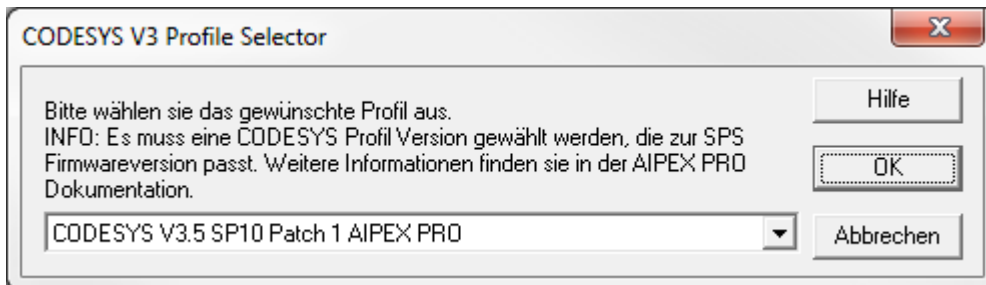 CODESYS V3 Profile Selector
Bitte wählen sie das gewünschte Profil aus.
INFO: Es muss eine CODESYS Profil Version gewählt werden, die zur SPS
Firmwareversion passt. Weitere Informationen finden sie in der AIPEX PRO
Dokumentation.
CODESYS V3.5 SP10 Patch 1 AIPEX PRO
Hilfe
OK
Abbrechen